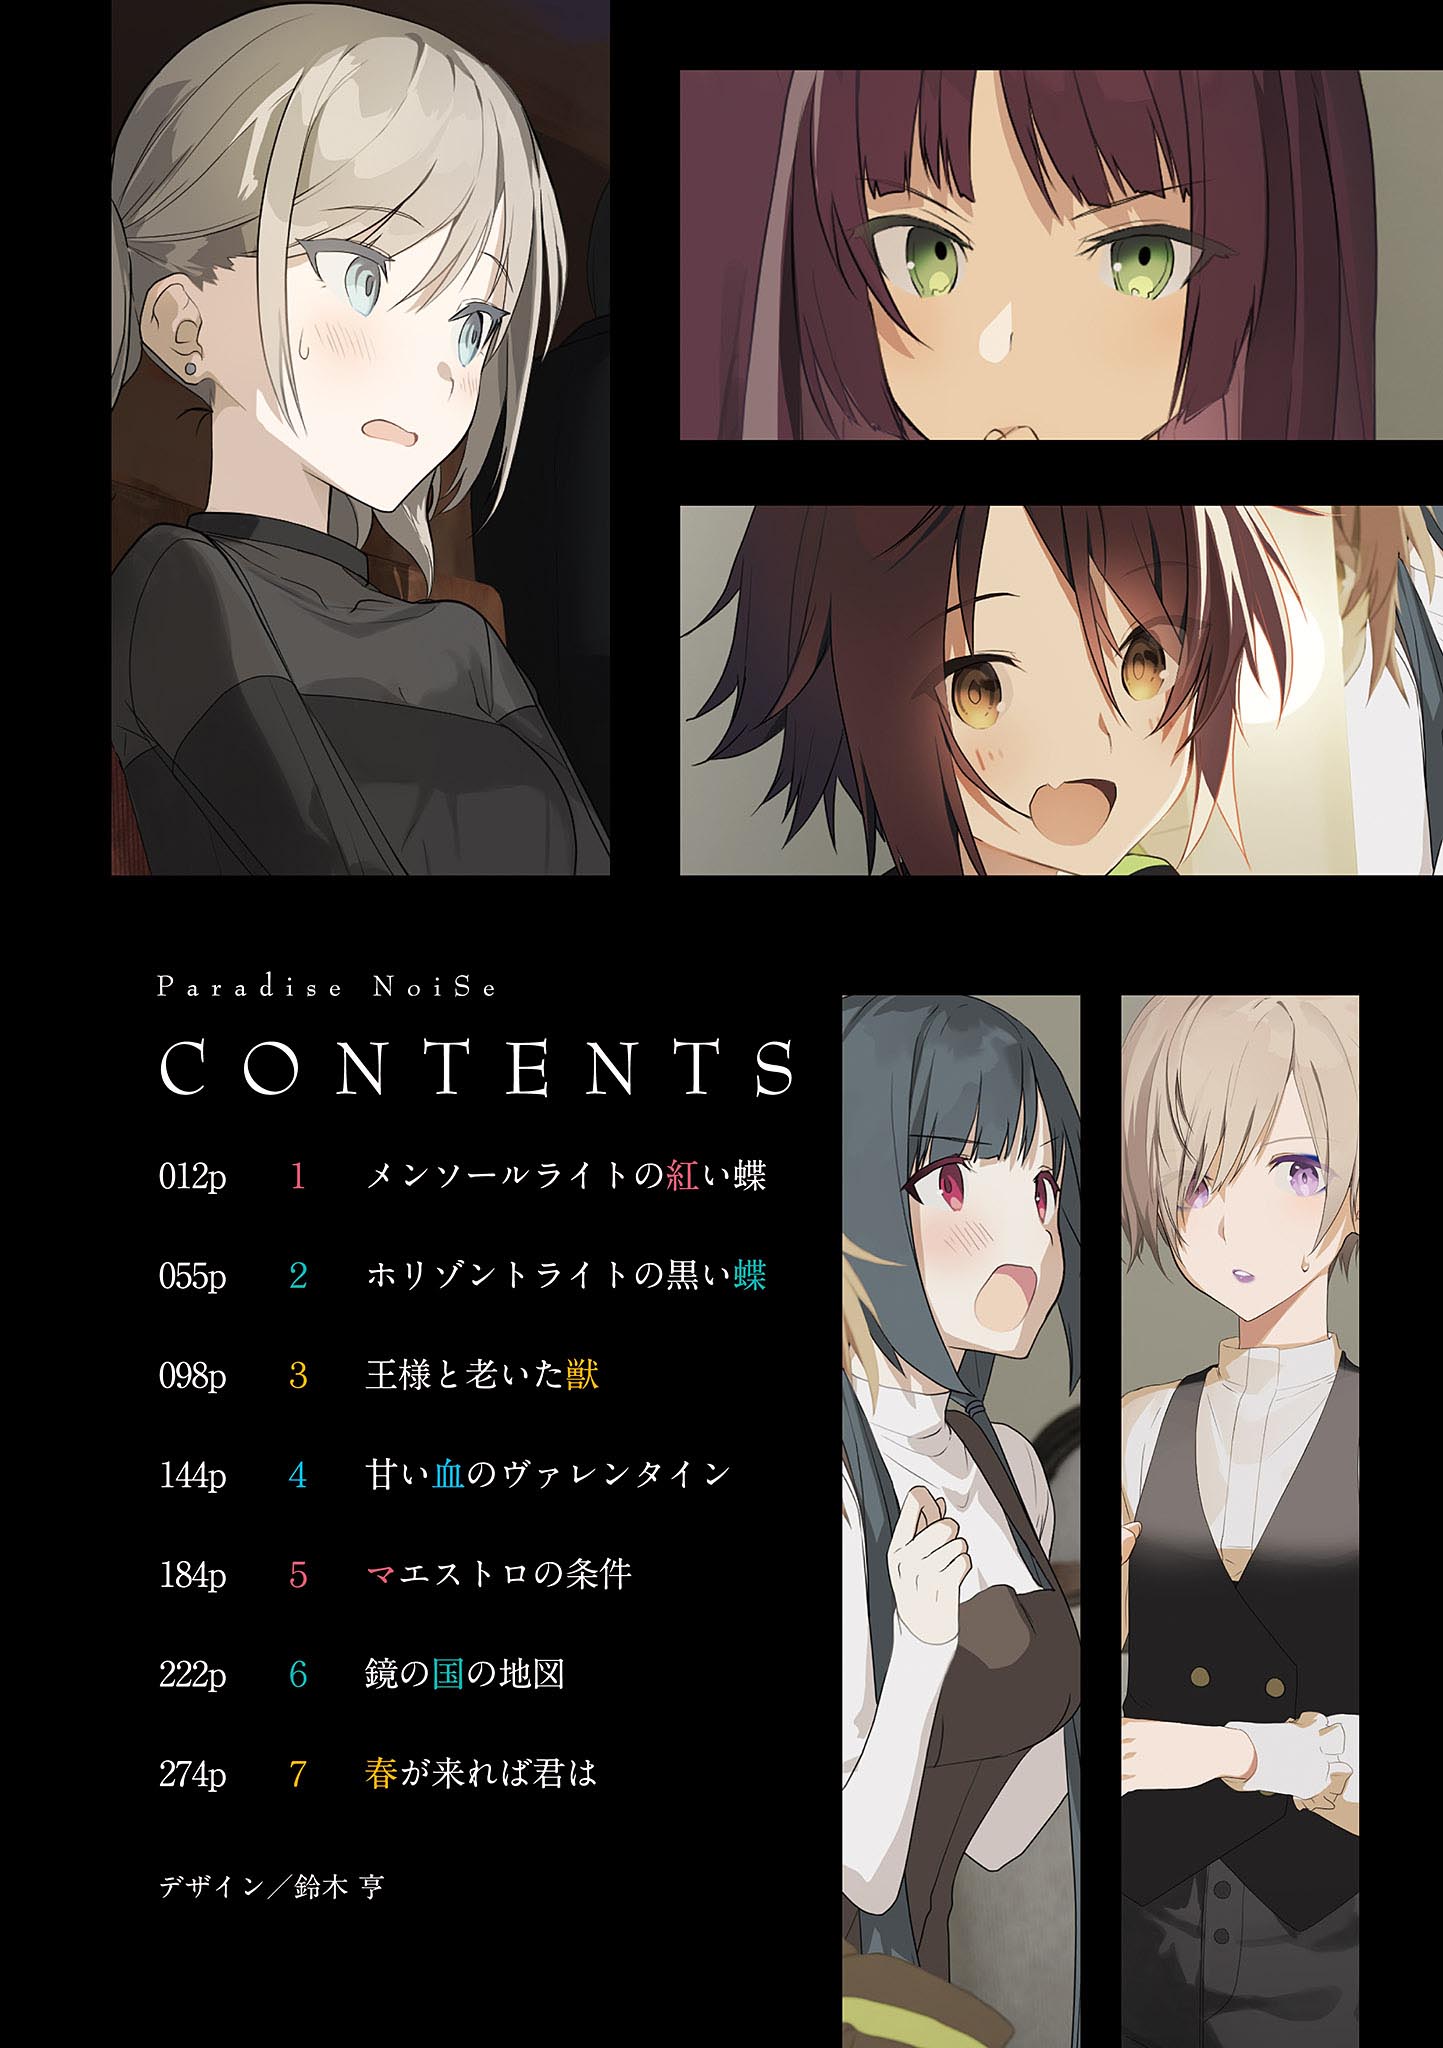 Paradise NoiSe
CONTENTS
012p 1 メンソールライトの紅い蝶
055p 2 ホリゾントライトの黒い蝶
098p 3 王様と老いた獣
144p 4 甘い血のヴァレンタイン
184p 5 マエストロの条件
222p 6 鏡の国の地図
274p 7 春が来れば君は
デザイン／鈴木 亨